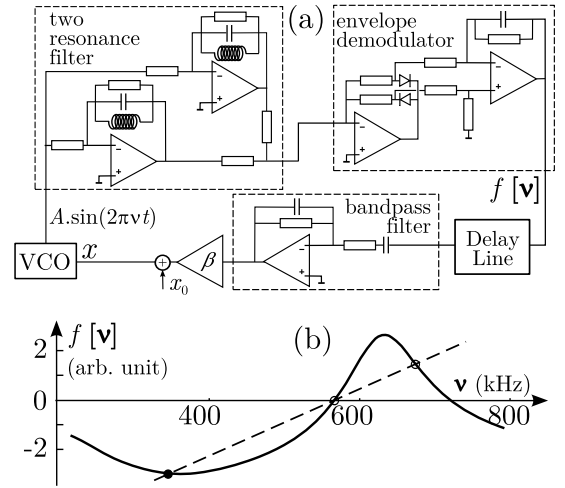 (a)
two
resonance
filter
envelope
demodulator
−
+
−
+
−
+
−
+
f [ν]
A.sin(2πνt)
bandpass
filter
−
+
Delay
Line
VCO
x
+
x₀
β
f [ν]
(arb. unit)
(b)
ν (kHz)
2
0
-2
400
600
800